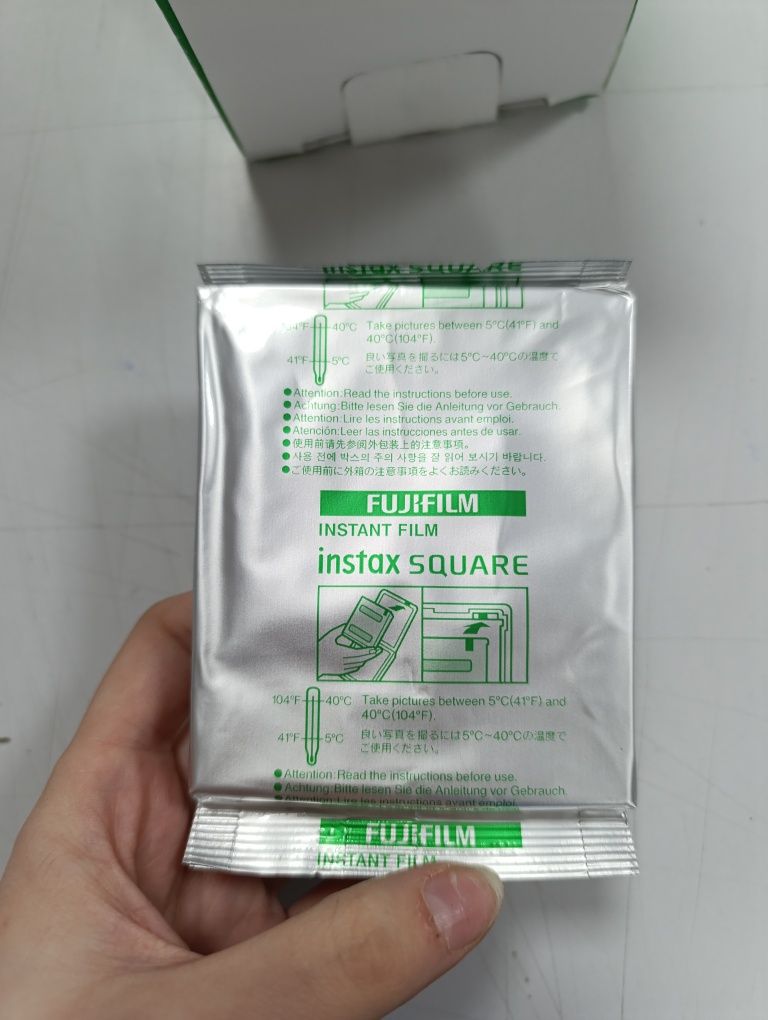 instax SQUARE
104°F 40°C Take pictures between 5°C(41°F) and
40°C(104°F).
41°F 5°C 良い写真を撮るには5°C~40°Cの温度で
ご使用ください。
●Attention:Read the instructions before use.
●Achtung:Bitte lesen Sie die Anleitung vor Gebrauch.
●Attention:Lire les instructions avant emploi.
●Atención:Leer las instrucciones antes de usar.
●使用前请先参阅外包装上的注意事项。
●사용 전에 박스의 주의 사항을 잘 읽어 보시기 바랍니다.
●ご使用前に外箱の注意事項をよくお読みください。
FUJIFILM
INSTANT FILM
instax SQUARE
104°F 40°C Take pictures between 5°C(41°F) and
40°C(104°F).
41°F 5°C 良い写真を撮るには5°C~40°Cの温度で
ご使用ください。
●Attention:Read the instructions before use.
●Achtung:Bitte lesen Sie die Anleitung vor Gebrauch.
●Attention:Lire les instructions avant emploi.
FUJIFILM
INSTANT FILM